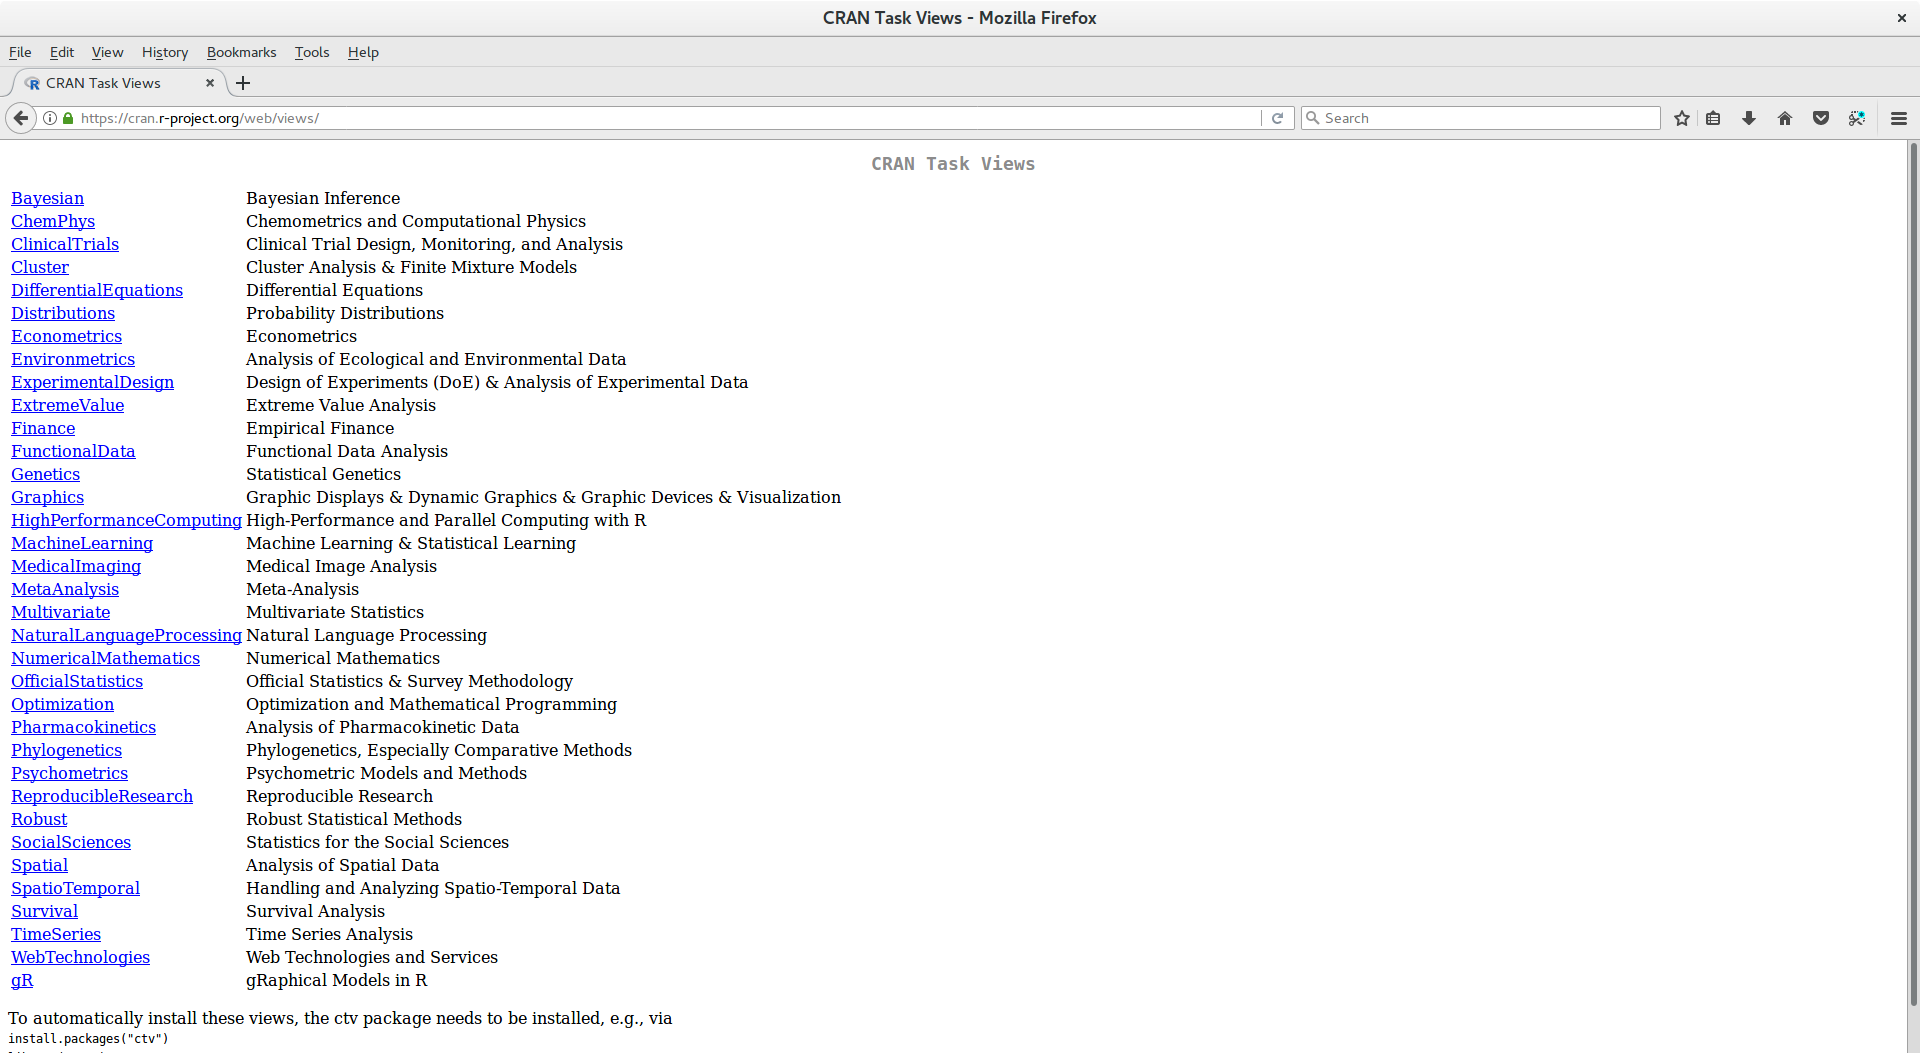 CRAN Task Views - Mozilla Firefox
File Edit View History Bookmarks Tools Help
CRAN Task Views
https://cran.r-project.org/web/views/ Search
CRAN Task Views
Bayesian Bayesian Inference
ChemPhys Chemometrics and Computational Physics
ClinicalTrials Clinical Trial Design, Monitoring, and Analysis
Cluster Cluster Analysis & Finite Mixture Models
DifferentialEquations Differential Equations
Distributions Probability Distributions
Econometrics Econometrics
Environmetrics Analysis of Ecological and Environmental Data
ExperimentalDesign Design of Experiments (DoE) & Analysis of Experimental Data
ExtremeValue Extreme Value Analysis
Finance Empirical Finance
FunctionalData Functional Data Analysis
Genetics Statistical Genetics
Graphics Graphic Displays & Dynamic Graphics & Graphic Devices & Visualization
HighPerformanceComputing High-Performance and Parallel Computing with R
MachineLearning Machine Learning & Statistical Learning
MedicalImaging Medical Image Analysis
MetaAnalysis Meta-Analysis
Multivariate Multivariate Statistics
NaturalLanguageProcessing Natural Language Processing
NumericalMathematics Numerical Mathematics
OfficialStatistics Official Statistics & Survey Methodology
Optimization Optimization and Mathematical Programming
Pharmacokinetics Analysis of Pharmacokinetic Data
Phylogenetics Phylogenetics, Especially Comparative Methods
Psychometrics Psychometric Models and Methods
ReproducibleResearch Reproducible Research
Robust Robust Statistical Methods
SocialSciences Statistics for the Social Sciences
Spatial Analysis of Spatial Data
SpatioTemporal Handling and Analyzing Spatio-Temporal Data
Survival Survival Analysis
TimeSeries Time Series Analysis
WebTechnologies Web Technologies and Services
gR gRaphical Models in R
To automatically install these views, the ctv package needs to be installed, e.g., via
install.packages("ctv")